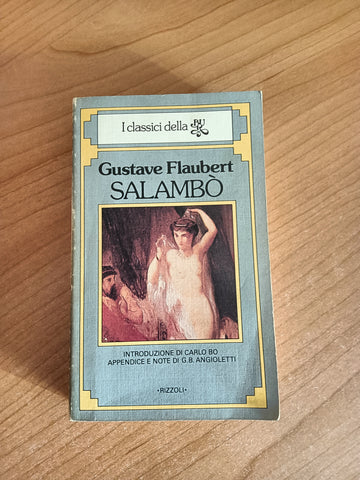 I classici della BUR
Gustave Flaubert
SALAMBÒ
INTRODUZIONE DI CARLO BO
APPENDICE E NOTE DI G.B. ANGIOLETTI
·RIZZOLI·